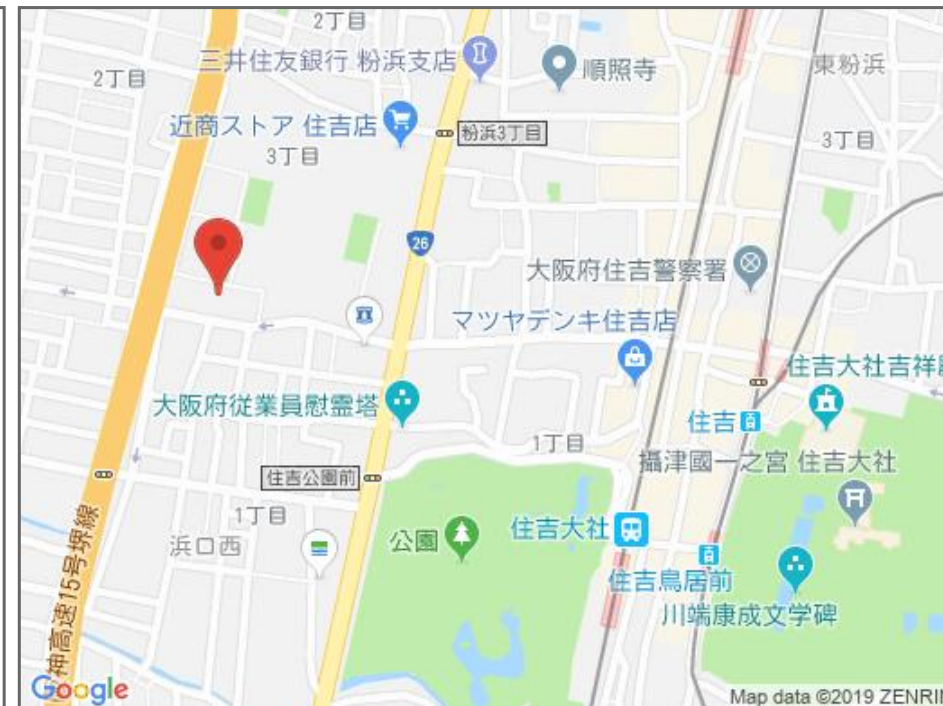 2丁目
三井住友銀行 粉浜支店
順照寺
東粉浜
2丁目
近商ストア 住吉店
粉浜3丁目
3丁目
3丁目
26
大阪府住吉警察署
マツヤデンキ住吉店
住吉大社吉祥
大阪府従業員慰霊塔
住吉
1丁目
攝津國一之宮 住吉大社
住吉公園前
1丁目
浜口西
公園
住吉大社
住吉鳥居前
川端康成文学碑
神高速15号堺線
Google
Map data ©2019 ZENRIN